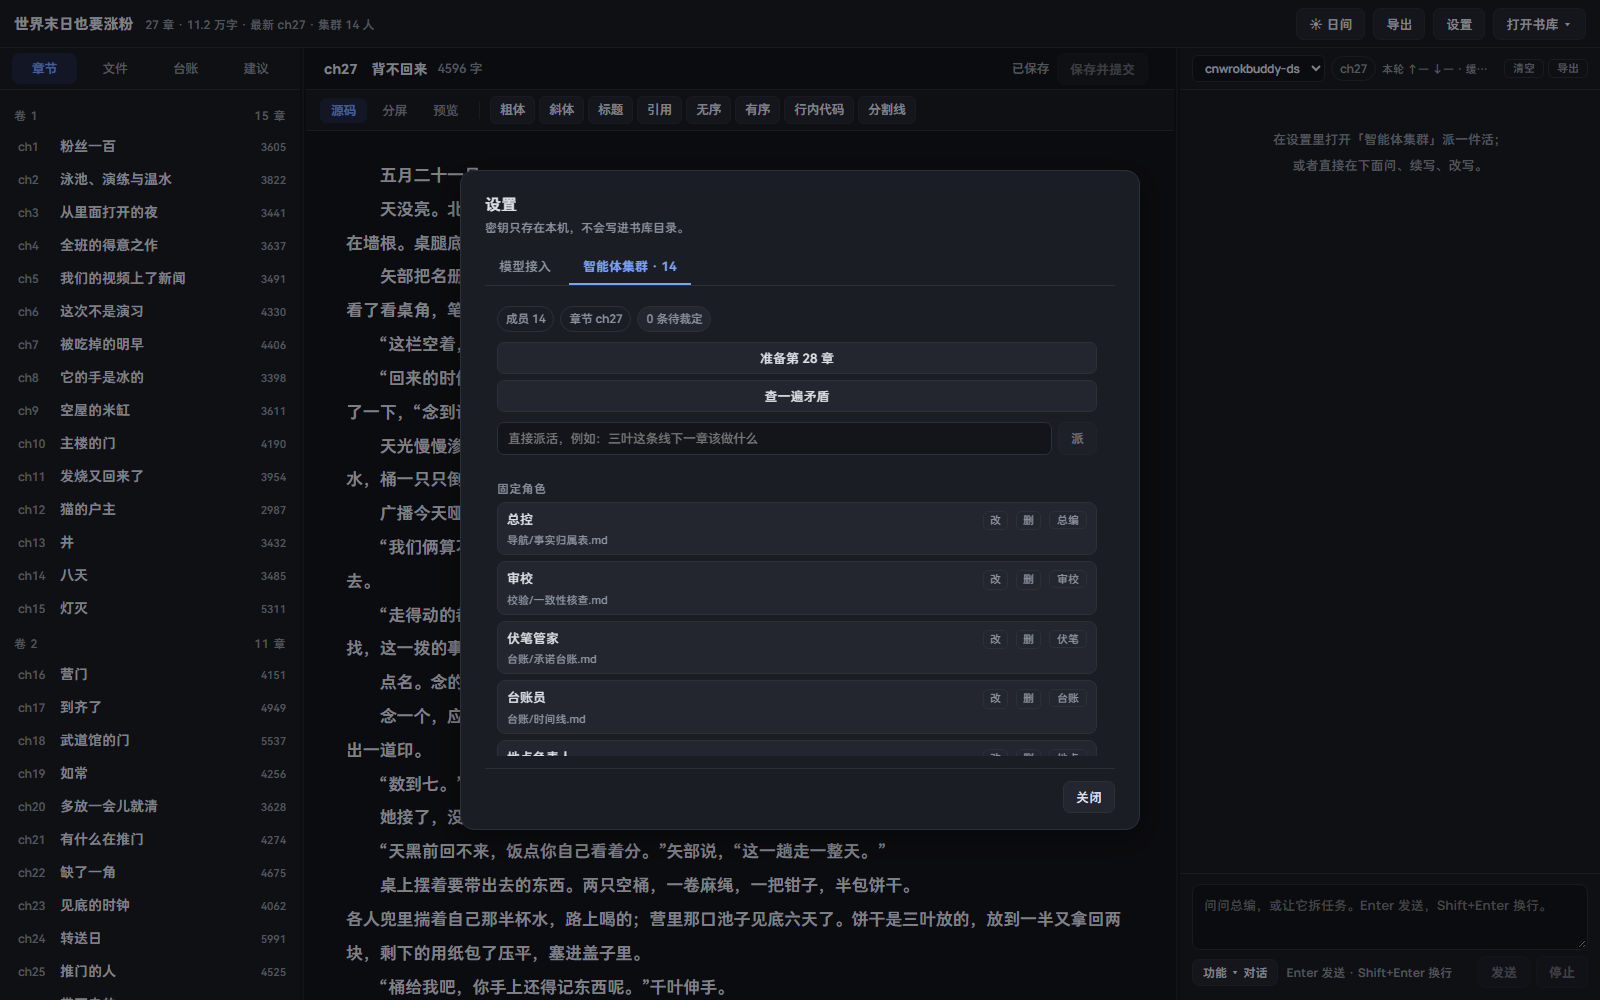 世界末日也要涨粉 27 章 · 11.2 万字 · 最新 ch27 · 集群 14 人
☀ 日间 导出 设置 打开书库
章节 文件 台账 建议
卷 1 15 章
ch1 粉丝一百 3605
ch2 泳池、演练与温水 3822
ch3 从里面打开的夜 3441
ch4 全班的得意之作 3637
ch5 我们的视频上了新闻 3491
ch6 这次不是演习 4330
ch7 被吃掉的明早 4406
ch8 它的手是冰的 3398
ch9 空屋的米缸 3611
ch10 主楼的门 4190
ch11 发烧又回来了 3954
ch12 猫的户主 2987
ch13 井 3432
ch14 八天 3485
ch15 灯灭 5311
卷 2 11 章
ch16 营门 4151
ch17 到齐了 4949
ch18 武道馆的门 5537
ch19 如常 4256
ch20 多放一会儿就清 3628
ch21 有什么在推门 4274
ch22 缺了一角 4675
ch23 见底的时钟 4062
ch24 转送日 5991
ch25 推门的人 4525
ch27 背不回来 4596 字
已保存 保存并提交
源码 分屏 预览 粗体 斜体 标题 引用 无序 有序 行内代码 分割线
五月二十一
天没亮。北
在墙根。桌腿底
矢部把名册
看了看桌角，笔
“这栏空着，
“回来的时
了一下，“念到
天光慢慢渗
水，桶一只只倒
广播今天哑
“我们俩算
去。
“走得动的
找，这一拨的事
点名。念的
念一个，应
出一道印。
“数到七。”
她接了，没
“天黑前回不来，饭点你自己看着分。”矢部说，“这一趟走一整天。”
桌上摆着要带出去的东西。两只空桶，一卷麻绳，一把钳子，半包饼干。
各人兜里揣着自己那半杯水，路上喝的；营里那口池子见底六天了。饼干是三叶放的，放到一半又拿回两
块，剩下的用纸包了压平，塞进盖子里。
“桶给我吧，你手上还得记东西呢。”千叶伸手。
设置
密钥只存在本机，不会写进书库目录。
模型接入 智能体集群 · 14
成员 14 章节 ch27 0 条待裁定
准备第 28 章
查一遍矛盾
直接派活，例如：三叶这条线下一章该做什么 派
固定角色
总控 改 删 总编
导航/事实归属表.md
审校 改 删 审校
校验/一致性核查.md
伏笔管家 改 删 伏笔
台账/承诺台账.md
台账员 改 删 台账
台账/时间线.md
地点负责人 改 删 地点
关闭
cnwrokbuddy-ds ch27 本轮 ↑— ↓— · 缓… 清空 导出
在设置里打开「智能体集群」派一件活；
或者直接在下面问、续写、改写。
问问总编，或让它拆任务。Enter 发送，Shift+Enter 换行。
功能 · 对话 Enter 发送 · Shift+Enter 换行 发送 停止